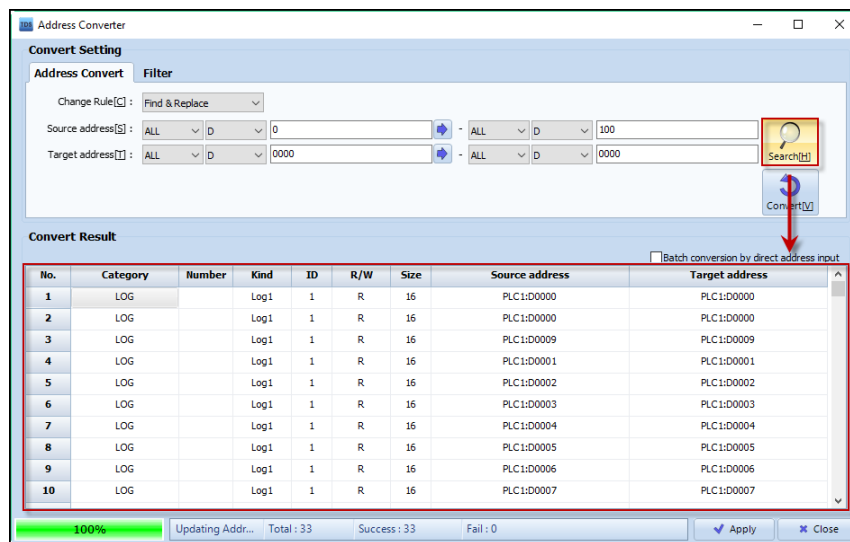 Address Converter
Convert Setting
Address Convert Filter
Change Rule[C] : Find & Replace
Source address[S] : ALL D 0 - ALL D 100
Target address[T] : ALL D 0000 - ALL D 0000
Search[H]
Convert[V]
Convert Result
Batch conversion by direct address input
No. Category Number Kind ID R/W Size Source address Target address
1 LOG Log1 1 R 16 PLC1:D0000 PLC1:D0000
2 LOG Log1 1 R 16 PLC1:D0000 PLC1:D0000
3 LOG Log1 1 R 16 PLC1:D0009 PLC1:D0009
4 LOG Log1 1 R 16 PLC1:D0001 PLC1:D0001
5 LOG Log1 1 R 16 PLC1:D0002 PLC1:D0002
6 LOG Log1 1 R 16 PLC1:D0003 PLC1:D0003
7 LOG Log1 1 R 16 PLC1:D0004 PLC1:D0004
8 LOG Log1 1 R 16 PLC1:D0005 PLC1:D0005
9 LOG Log1 1 R 16 PLC1:D0006 PLC1:D0006
10 LOG Log1 1 R 16 PLC1:D0007 PLC1:D0007
100% Updating Addr... Total : 33 Success : 33 Fail : 0 Apply Close